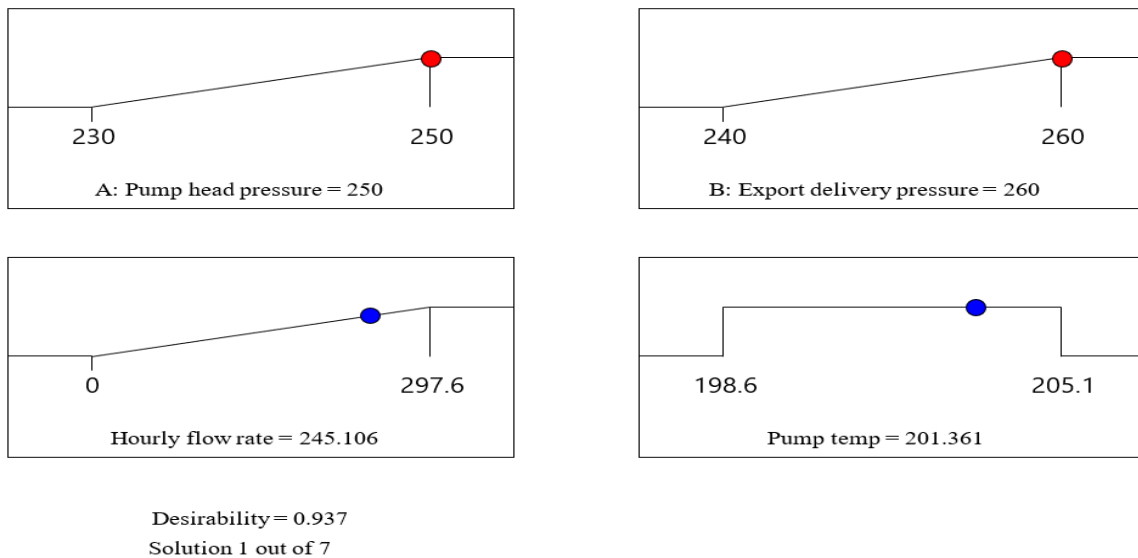 230 250
A: Pump head pressure = 250
240 260
B: Export delivery pressure = 260
0 297.6
Hourly flow rate = 245.106
198.6 205.1
Pump temp = 201.361
Desirability = 0.937
Solution 1 out of 7